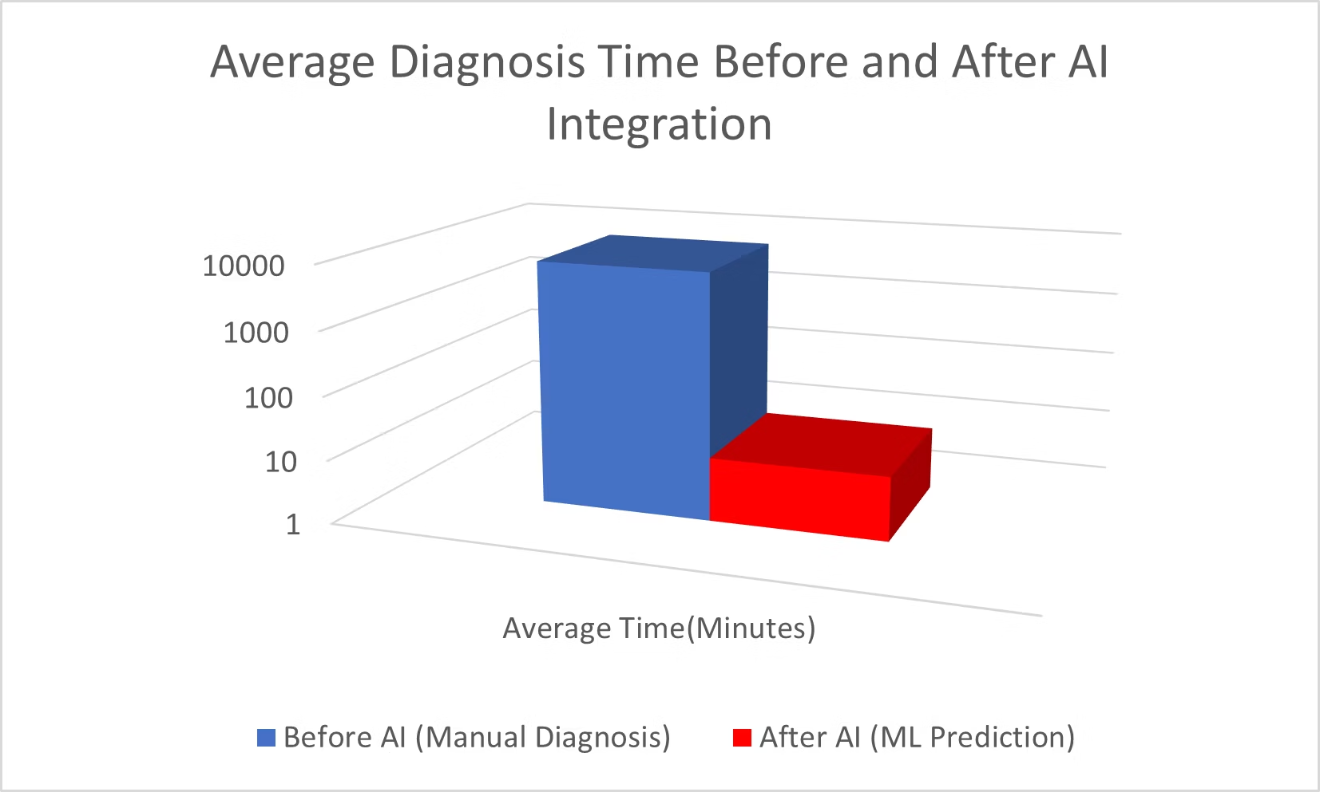 Average Diagnosis Time Before and After AI
Integration
10000
1000
100
10
1
Average Time(Minutes)
Before AI (Manual Diagnosis)
After AI (ML Prediction)